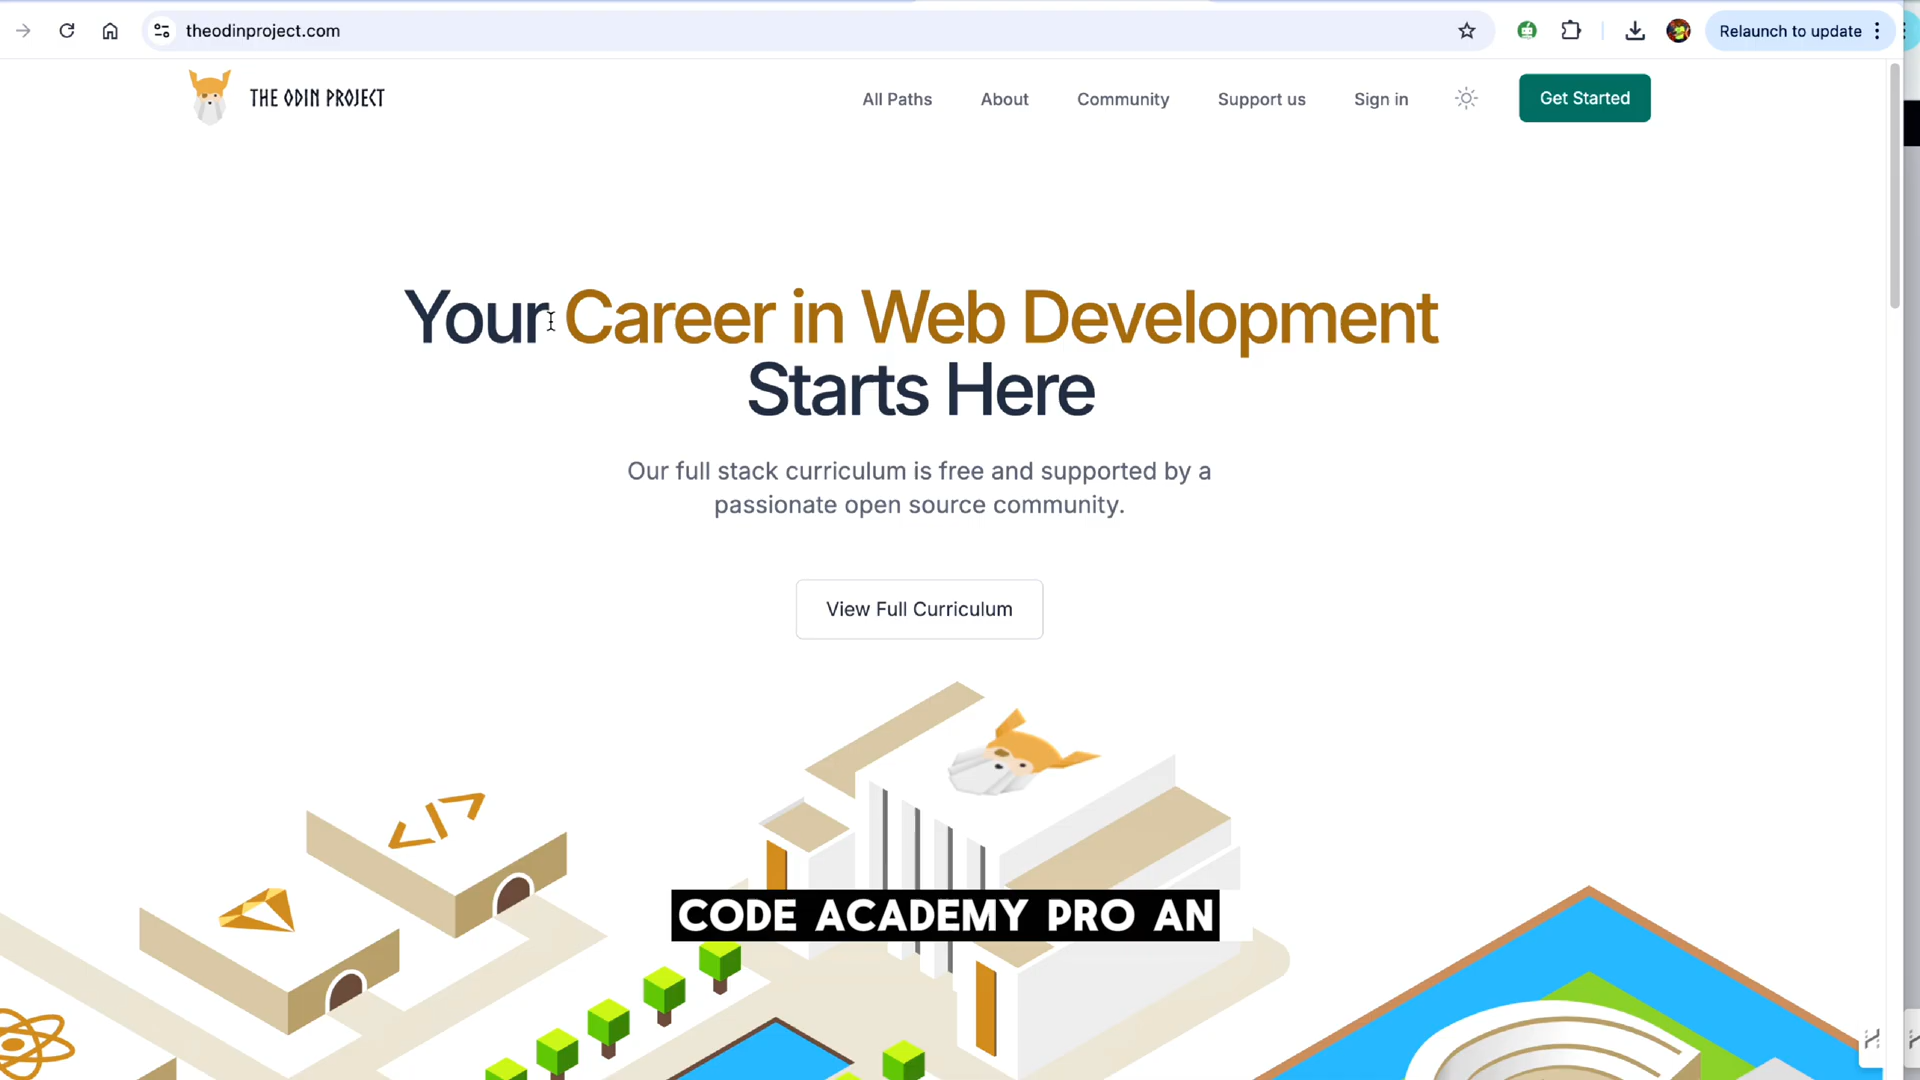 theodinproject.com
Relaunch to update
THE ODIN PROJECT
All Paths
About
Community
Support us
Sign in
Get Started
Your Career in Web Development
Starts Here
Our full stack curriculum is free and supported by a
passionate open source community.
View Full Curriculum
</>
CODE ACADEMY PRO AN